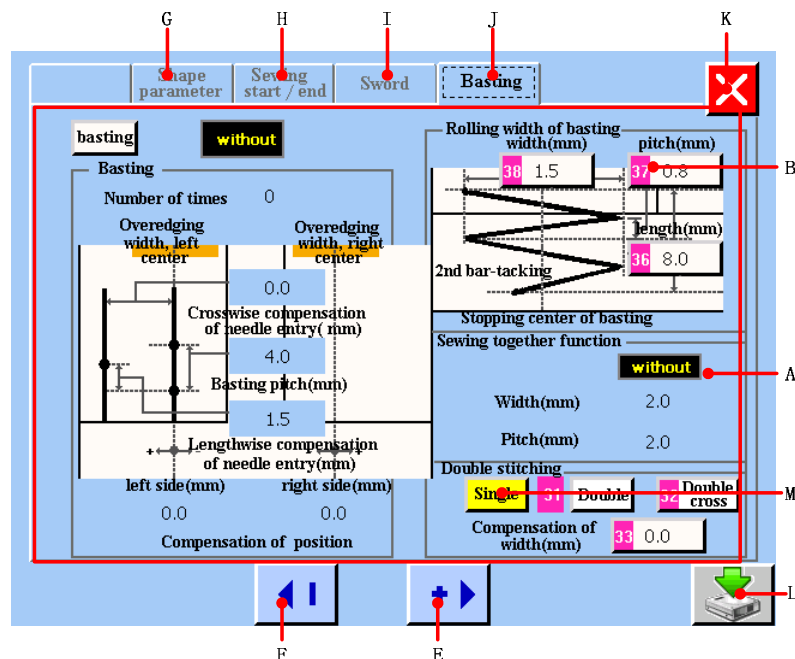 G H I J K
Shape
parameter
Sewing
start / end
Sword
Basting
basting
without
Rolling width of basting
width(mm) pitch(mm)
38 1.5 37 0.8
B
Basting
Number of times 0
Overedging
width, left
center
Overedging
width, right
center
length(mm)
36 8.0
2nd bar-tacking
0.0
Crosswise compensation
of needle entry( mm)
Stopping center of basting
Sewing together function
4.0
without
A
Basting pitch(mm)
Width(mm) 2.0
1.5
Lengthwise compensation
of needle entry(mm)
Pitch(mm) 2.0
Double stitching
left side(mm) right side(mm)
Single 31 Double 32 Double
cross
M
0.0 0.0
Compensation of
width(mm) 33 0.0
Compensation of position
L
F E